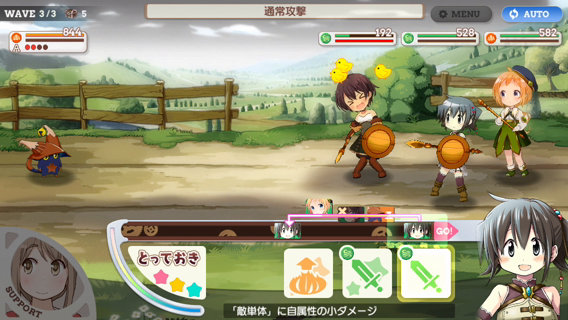 WAVE 3/3 5
通常攻撃
MENU
AUTO
844
192
528
582
A
GO!
とっておき
SUPPORT
「敵単体」に自属性の小ダメージ